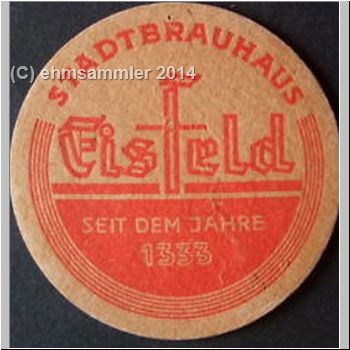 STADTBRAUHAUS
(C) ehmsammler 2014
Eisfeld
SEIT DEM JAHRE
1333